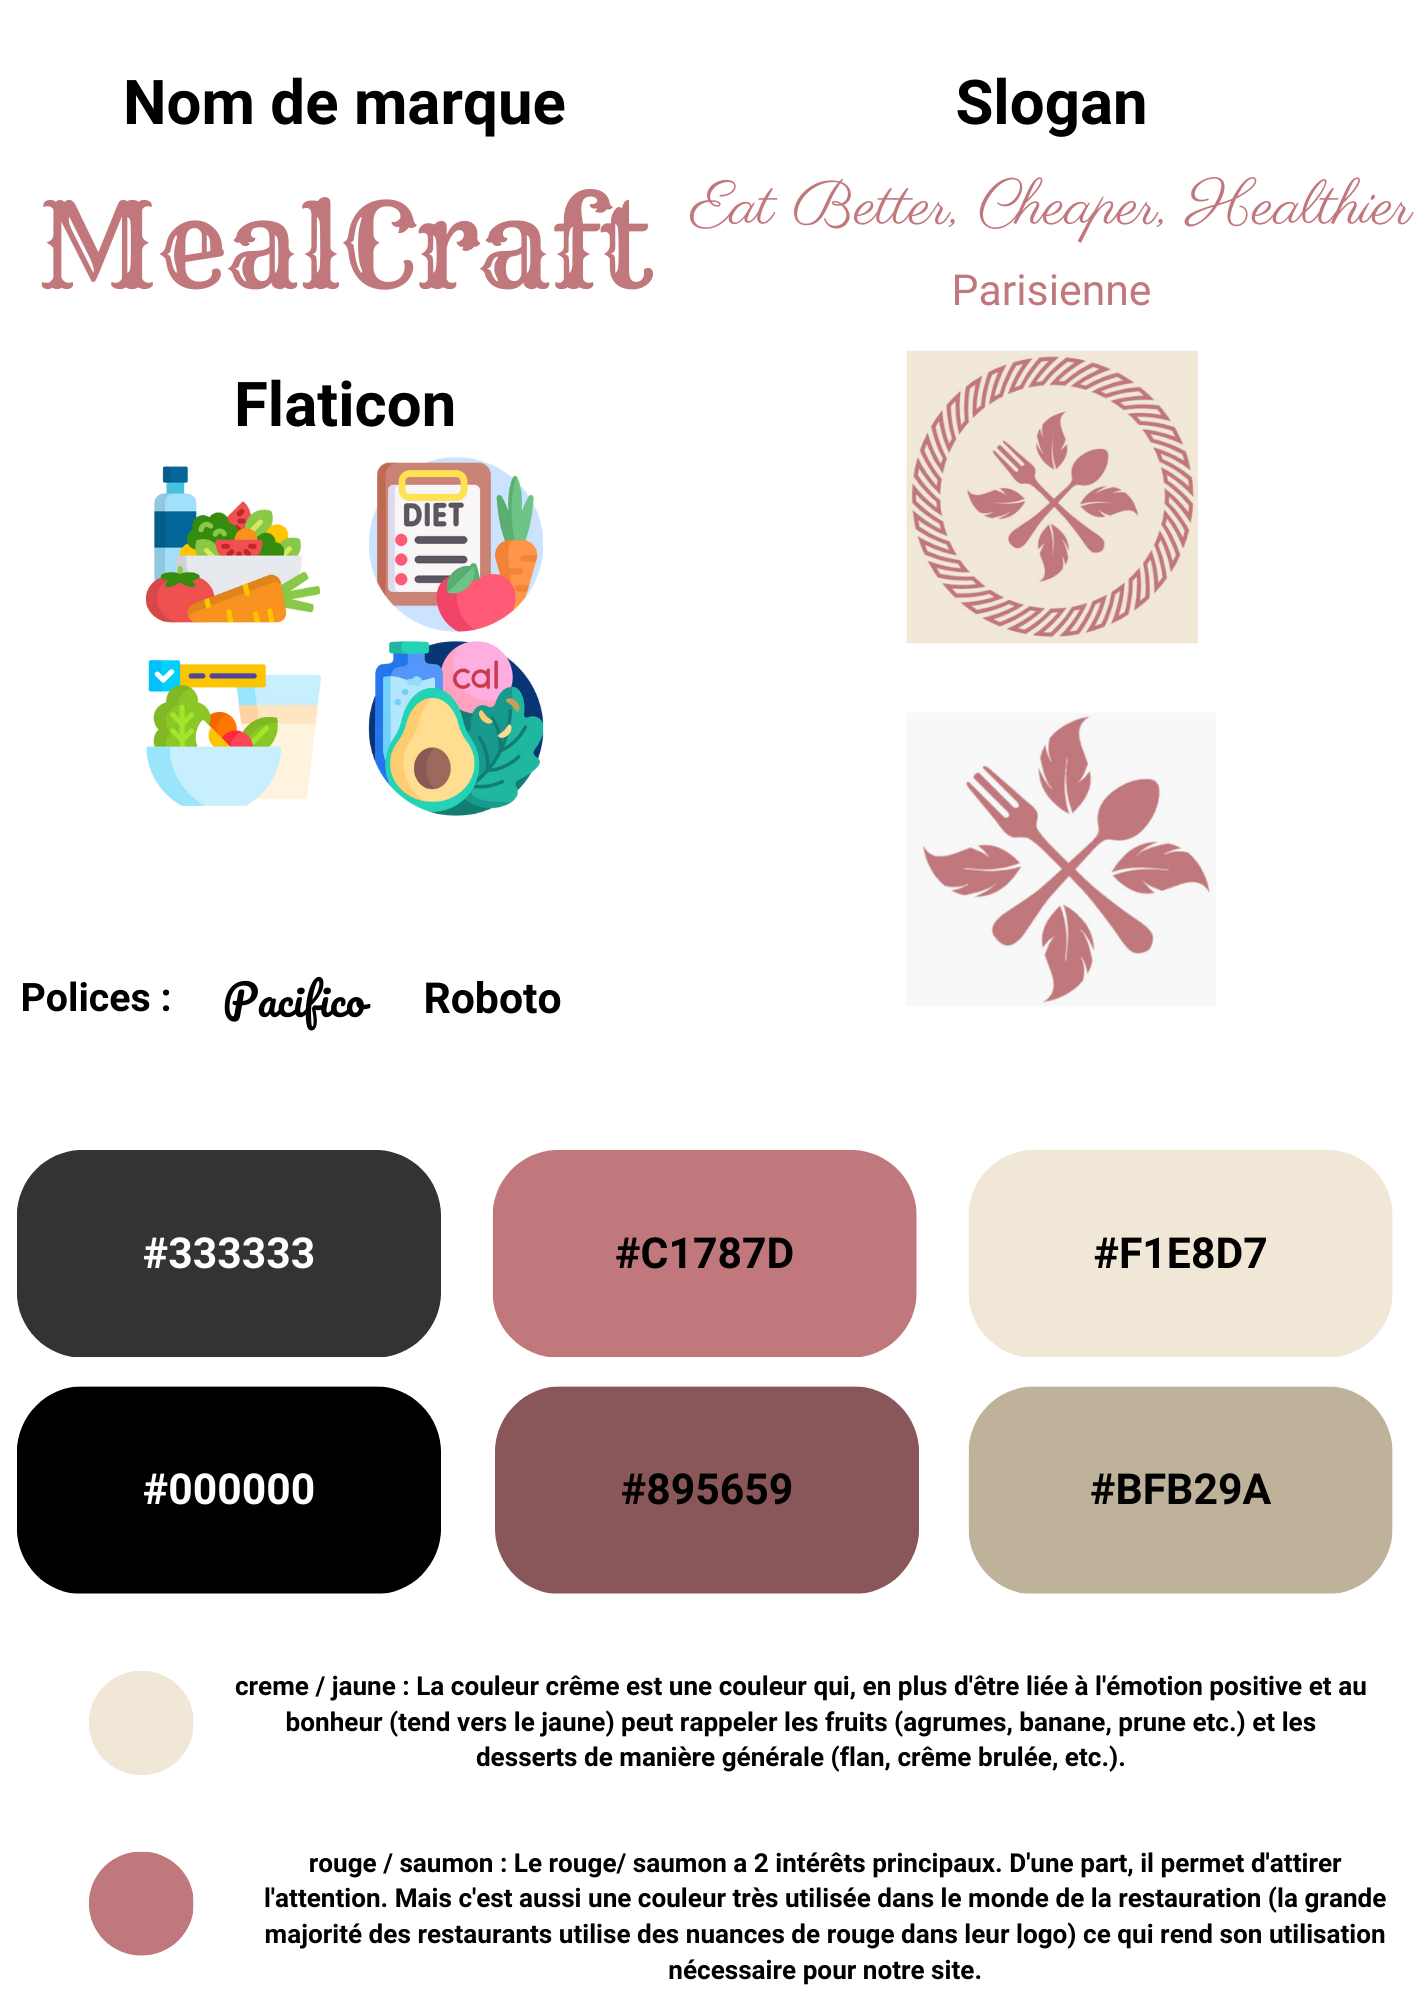 Nom de marque
Slogan
MealCraft
Eat Better, Cheaper, Healthier
Parisienne
Flaticon
DIET
cal
Polices :
Pacifico
Roboto
#333333
#C1787D
#F1E8D7
#000000
#895659
#BFB29A
creme / jaune : La couleur crême est une couleur qui, en plus d'être liée à l'émotion positive et au
bonheur (tend vers le jaune) peut rappeler les fruits (agrumes, banane, prune etc.) et les
desserts de manière générale (flan, crême brulée, etc.).
rouge / saumon : Le rouge/ saumon a 2 intérêts principaux. D'une part, il permet d'attirer
l'attention. Mais c'est aussi une couleur très utilisée dans le monde de la restauration (la grande
majorité des restaurants utilise des nuances de rouge dans leur logo) ce qui rend son utilisation
nécessaire pour notre site.